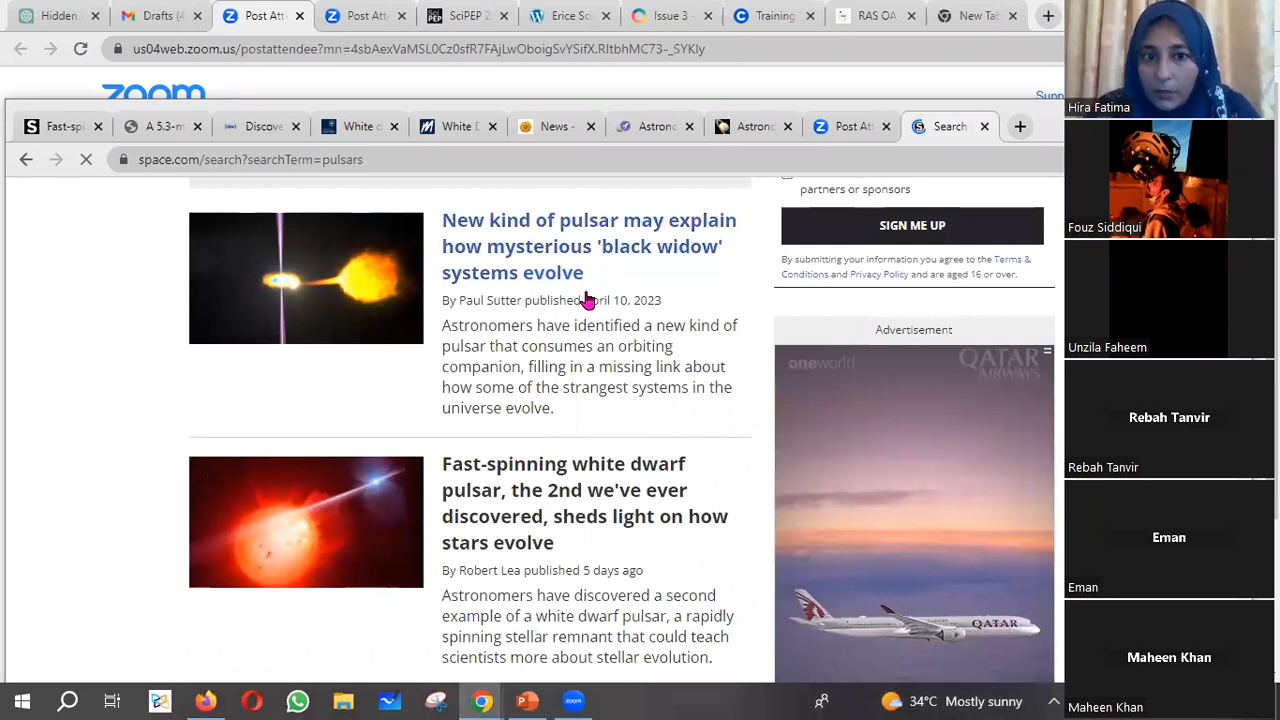 Hidden
Drafts (4
Post Att
Post Att
SciPEP 2
Erice Sc
Issue 3 –
Training
RAS OA
New Tab
us04web.zoom.us/postattendee?mn=4sbAexVaMSL0Cz0sfR7FAjLwOboigSvYSifX.RItbhMC73-_SYKly
zoom
Supp
Fast-sp
A 5.3-m
Discove
White d
White D
News -
Astronc
Astronc
Post Att
Search
space.com/search?searchTerm=pulsars
New kind of pulsar may explain
how mysterious 'black widow'
systems evolve
By Paul Sutter published April 10, 2023
Astronomers have identified a new kind of
pulsar that consumes an orbiting
companion, filling in a missing link about
how some of the strangest systems in the
universe evolve.
Fast-spinning white dwarf
pulsar, the 2nd we've ever
discovered, sheds light on how
stars evolve
By Robert Lea published 5 days ago
Astronomers have discovered a second
example of a white dwarf pulsar, a rapidly
spinning stellar remnant that could teach
scientists more about stellar evolution.
partners or sponsors
SIGN ME UP
By submitting your information you agree to the Terms &
Conditions and Privacy Policy and are aged 16 or over.
Advertisement
oneworld
QATAR
AIRWAYS
QATAR
Hira Fatima
Fouz Siddiqui
Unzila Faheem
Rebah Tanvir
Rebah Tanvir
Eman
Eman
Maheen Khan
Maheen Khan
34°C Mostly sunny